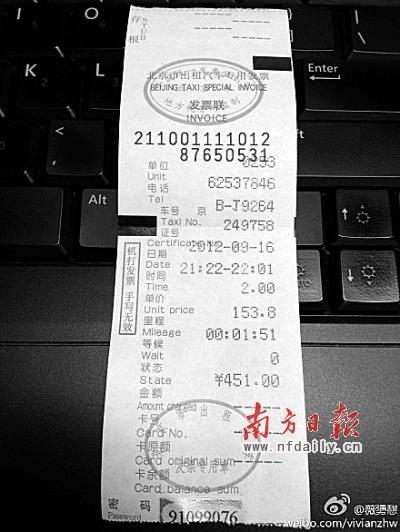 存根
STUB
北京市出租汽车专用发票
BEIJING TAXI SPECIAL INVOICE
发票联
INVOICE
211001111012
87650531
单位 0233
Unit
电话 62537846
Tel
车号 京 B-T9264
Taxi No. 249758
证号
Certificate No.
日期 2012-09-16
Date
时间 21:22-22:01
Time
单价 2.00
Unit price
里程 153.8
Mileage
等候 00:01:51
Wait
状态 0
State
金额 ¥451.00
Amount charged
卡号
Card No.
卡原额
Card original sum
卡余额
Card balance sum
机打发票 手写无效
密码 91099076
Password
南方日报
www.nfdaily.cn
weibo.com/vivianzhw